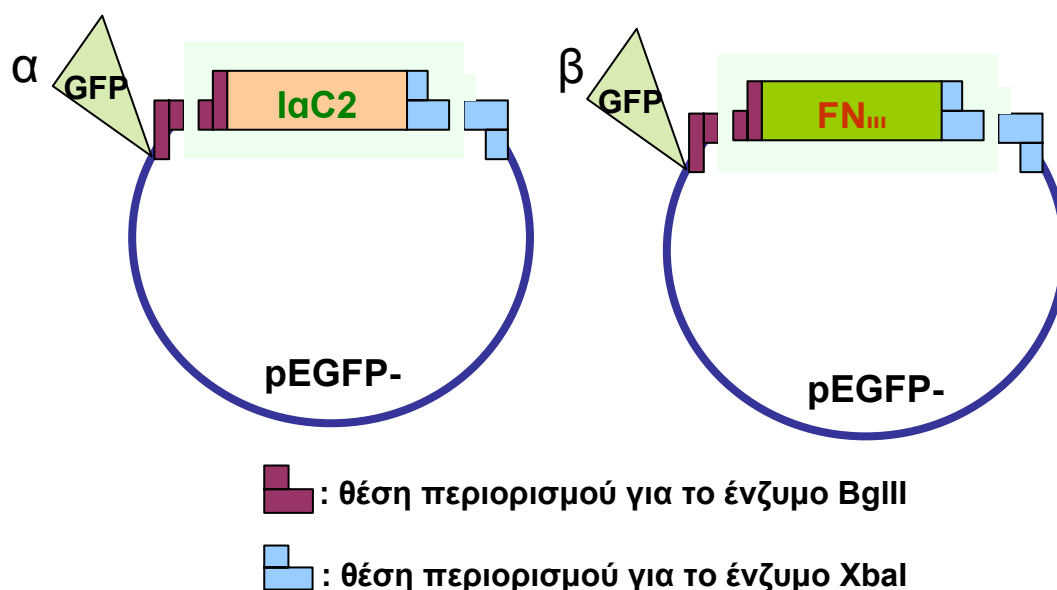 α
GFP
IαC2
pEGFP-
β
GFP
FNIII
pEGFP-
: θέση περιορισμού για το ένζυμο BglII
: θέση περιορισμού για το ένζυμο XbaI